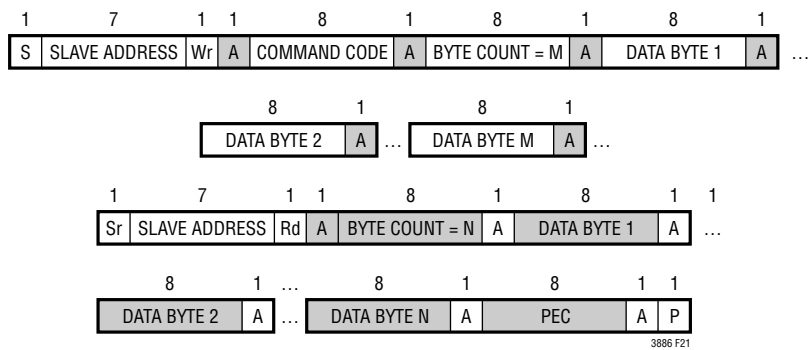 1 7 1 1 8 1 8 1 8 1
S SLAVE ADDRESS Wr A COMMAND CODE A BYTE COUNT = M A DATA BYTE 1 A …
8 1 8 1
DATA BYTE 2 A … DATA BYTE M A …
1 7 1 1 8 1 8 1 1
Sr SLAVE ADDRESS Rd A BYTE COUNT = N A DATA BYTE 1 A …
8 1 … 8 1 8 1 1
DATA BYTE 2 A … DATA BYTE N A PEC A P
3886 F21